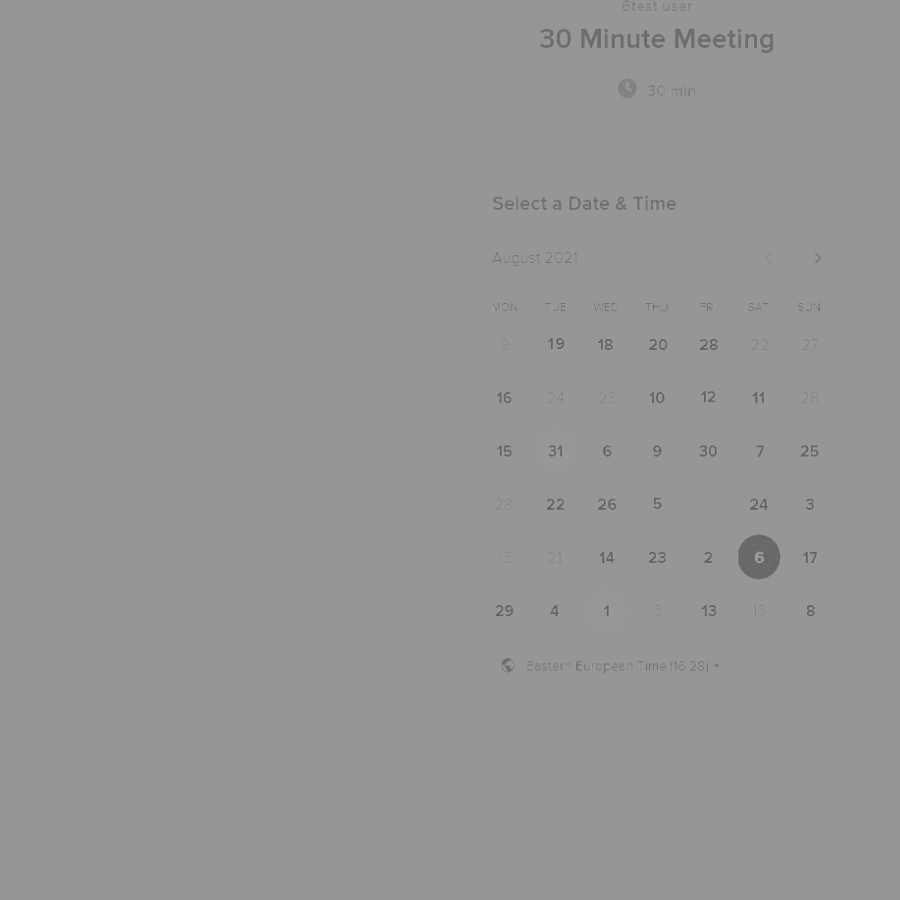 6test user
30 Minute Meeting
30 min
Select a Date & Time
August 2021
MON TUE WED THU FRI SAT SUN
9 19 18 20 28 22 27
16 24 23 10 12 11 28
15 31 6 9 30 7 25
28 22 26 5 24 3
15 21 14 23 2 6 17
29 4 1 3 13 13 8
Eastern European Time (16:28)